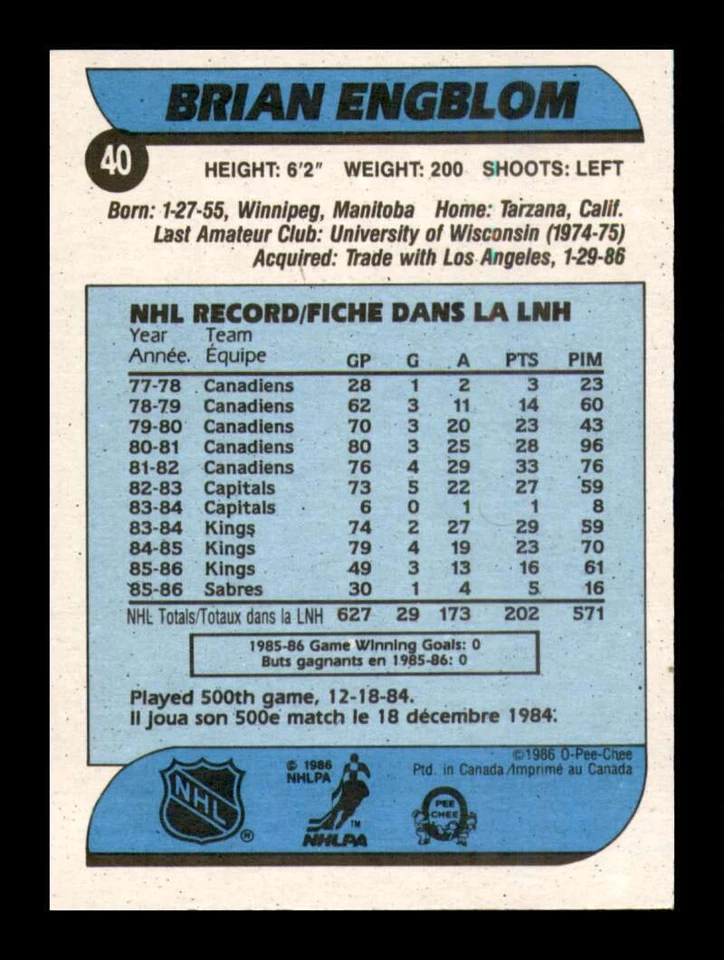 BRIAN ENGBLOM
40
HEIGHT: 6'2" WEIGHT: 200 SHOOTS: LEFT
Born: 1-27-55, Winnipeg, Manitoba Home: Tarzana, Calif.
Last Amateur Club: University of Wisconsin (1974-75)
Acquired: Trade with Los Angeles, 1-29-86
NHL RECORD/FICHE DANS LA LNH
Year Team
Année. Équipe GP G A PTS PIM
77-78 Canadiens 28 1 2 3 23
78-79 Canadiens 62 3 11 14 60
79-80 Canadiens 70 3 20 23 43
80-81 Canadiens 80 3 25 28 96
81-82 Canadiens 76 4 29 33 76
82-83 Capitals 73 5 22 27 59
83-84 Capitals 6 0 1 1 8
83-84 Kings 74 2 27 29 59
84-85 Kings 79 4 19 23 70
85-86 Kings 49 3 13 16 61
85-86 Sabres 30 1 4 5 16
NHL Totals/Totaux dans la LNH 627 29 173 202 571
1985-86 Game Winning Goals: 0
Buts gagnants en 1985-86: 0
Played 500th game, 12-18-84.
Il joua son 500e match le 18 décembre 1984.
©1986 O-Pee-Chee
Ptd. in Canada/Imprimé au Canada
© 1986
NHLPA
NHL ®
TM
NHLPA
PEE
CHEE